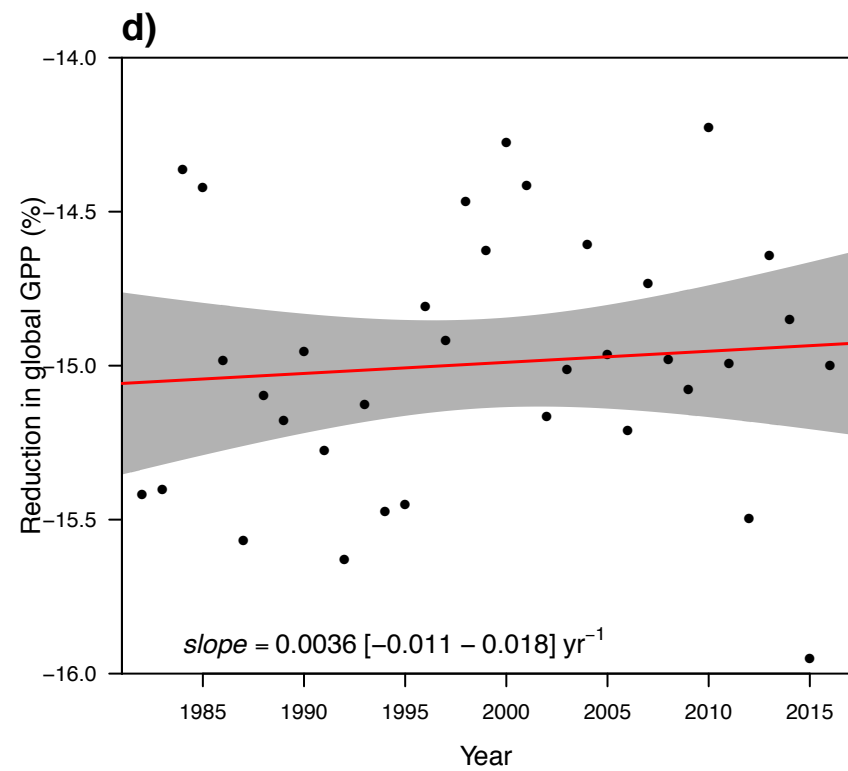 d)
Reduction in global GPP (%)
−14.0
−14.5
−15.0
−15.5
−16.0
slope = 0.0036 [−0.011 − 0.018] yr⁻¹
1985 1990 1995 2000 2005 2010 2015
Year